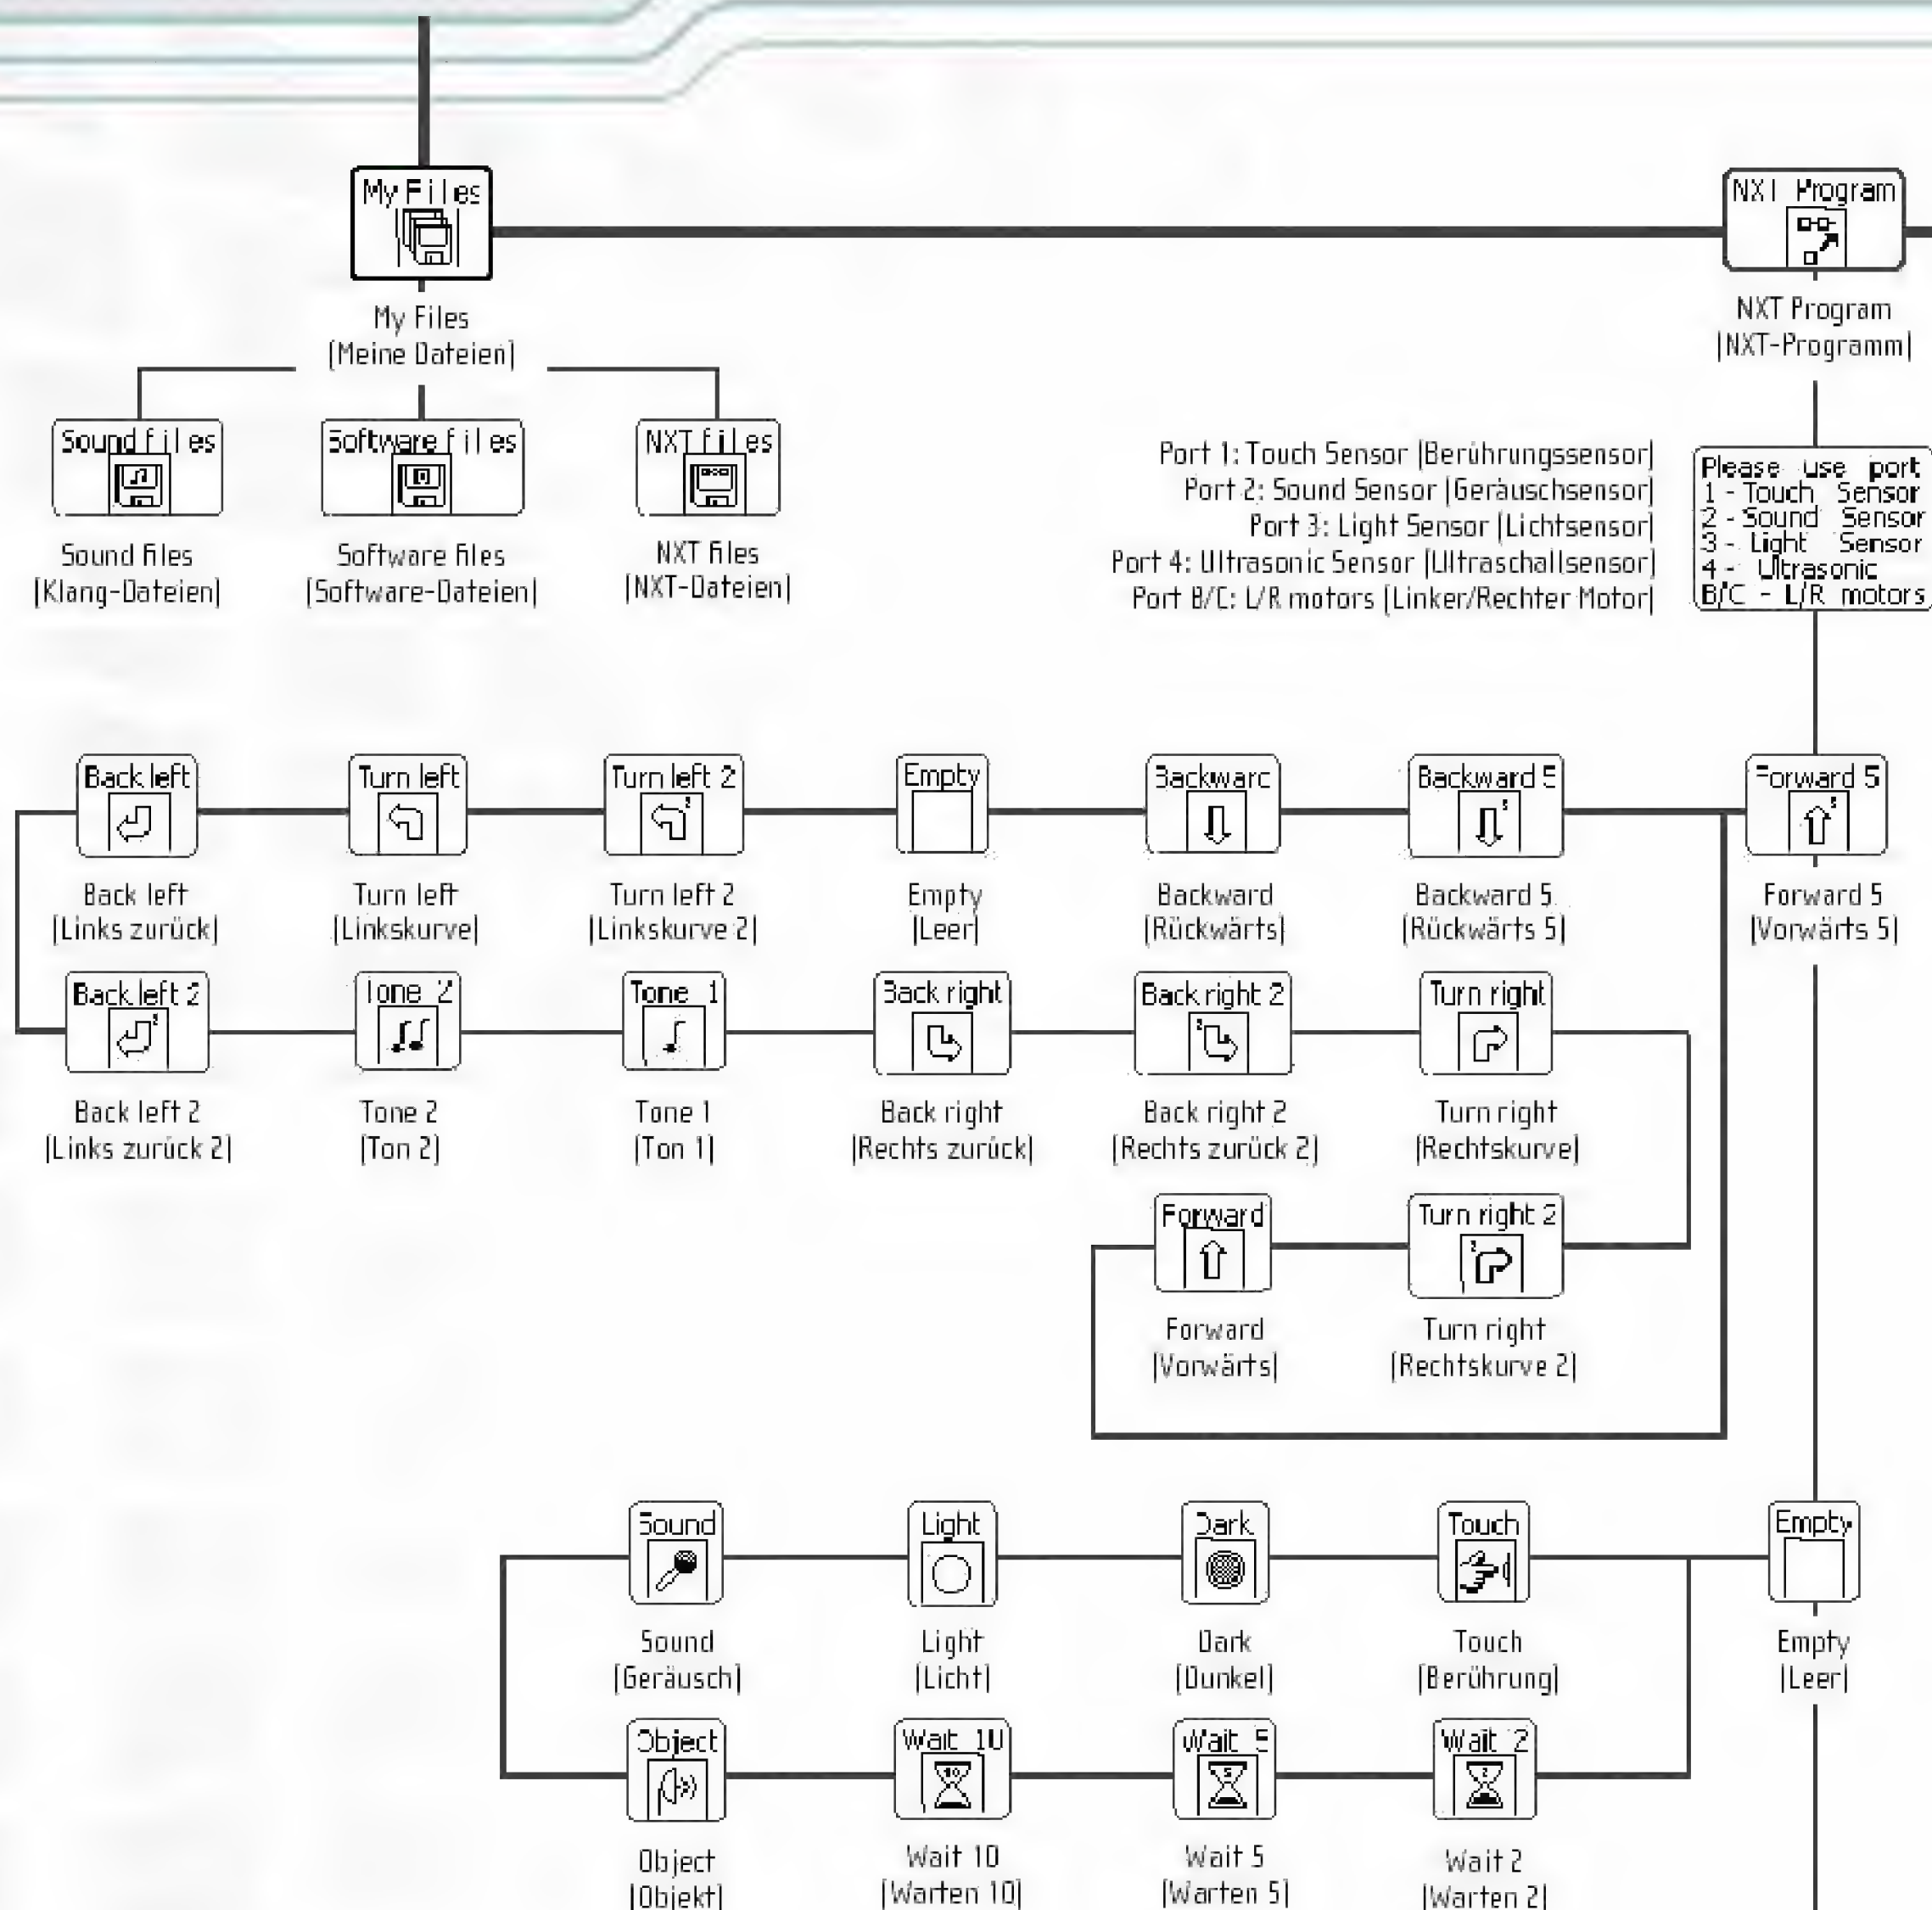 My Files
NXT Program
My Files
(Meine Dateien)
NXT Program
(NXT-Programm)
Sound files
Software files
NXT files
Sound files
(Klang-Dateien)
Software files
(Software-Dateien)
NXT files
(NXT-Dateien)
Port 1: Touch Sensor (Berührungssensor)
Port 2: Sound Sensor (Geräuschsensor)
Port 3: Light Sensor (Lichtsensor)
Port 4: Ultrasonic Sensor (Ultraschallsensor)
Port B/C: L/R motors (Linker/Rechter Motor)
Please use port
1 - Touch Sensor
2 - Sound Sensor
3 - Light Sensor
4 - Ultrasonic
B/C - L/R motors
Back left
Turn left
Turn left 2
Empty
Backward
Backward 5
Forward 5
Back left
(Links zurück)
Turn left
(Linkskurve)
Turn left 2
(Linkskurve 2)
Empty
(Leer)
Backward
(Rückwärts)
Backward 5
(Rückwärts 5)
Forward 5
(Vorwärts 5)
Back left 2
Tone 2
Tone 1
Back right
Back right 2
Turn right
Back left 2
(Links zurück 2)
Tone 2
(Ton 2)
Tone 1
(Ton 1)
Back right
(Rechts zurück)
Back right 2
(Rechts zurück 2)
Turn right
(Rechtskurve)
Forward
Turn right 2
Forward
(Vorwärts)
Turn right
(Rechtskurve 2)
Sound
Light
Dark
Touch
Empty
Sound
(Geräusch)
Light
(Licht)
Dark
(Dunkel)
Touch
(Berührung)
Empty
(Leer)
Object
Wait 10
Wait 5
Wait 2
Object
(Objekt)
Wait 10
(Warten 10)
Wait 5
(Warten 5)
Wait 2
(Warten 2)